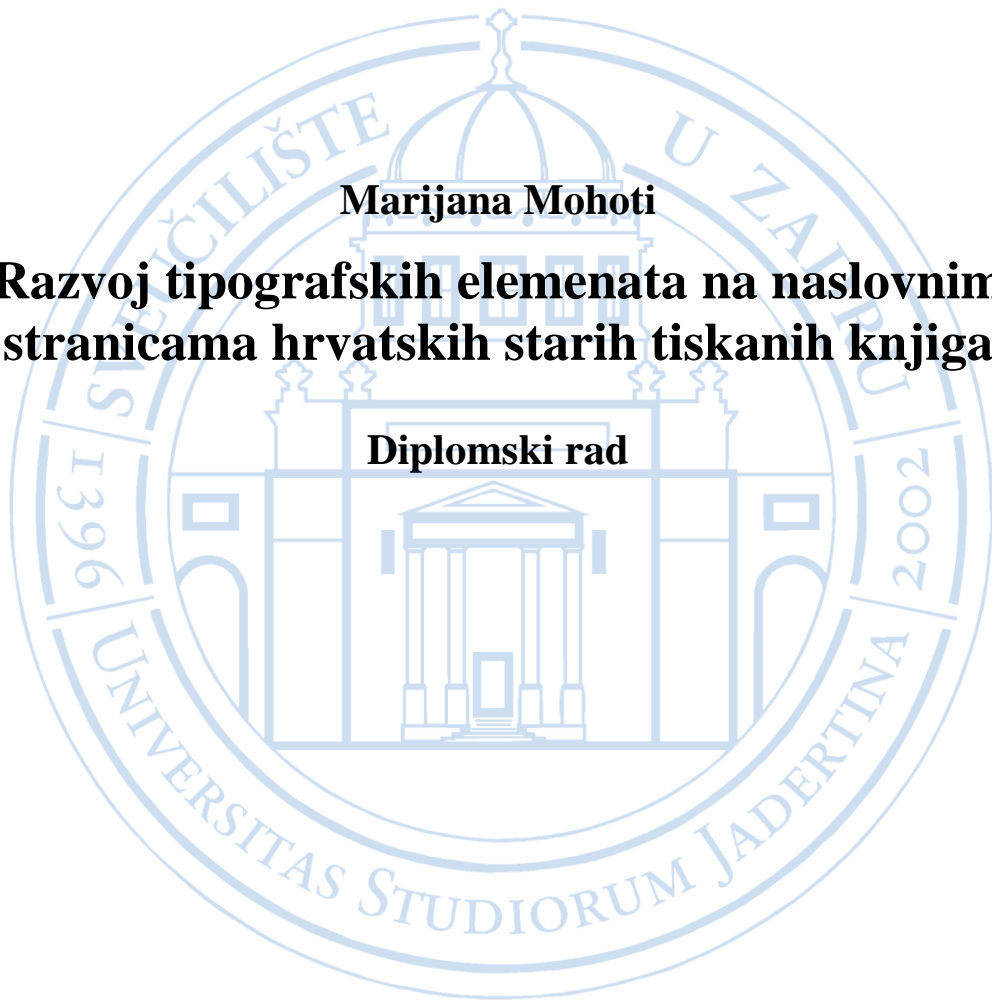 Marijana Mohoti
Razvoj tipografskih elemenata na naslovnim
stranicama hrvatskih starih tiskanih knjiga
Diplomski rad
SVEUČILIŠTE U ZADRU
1396
2002
UNIVERSITAS STUDIORUM JADERTINA